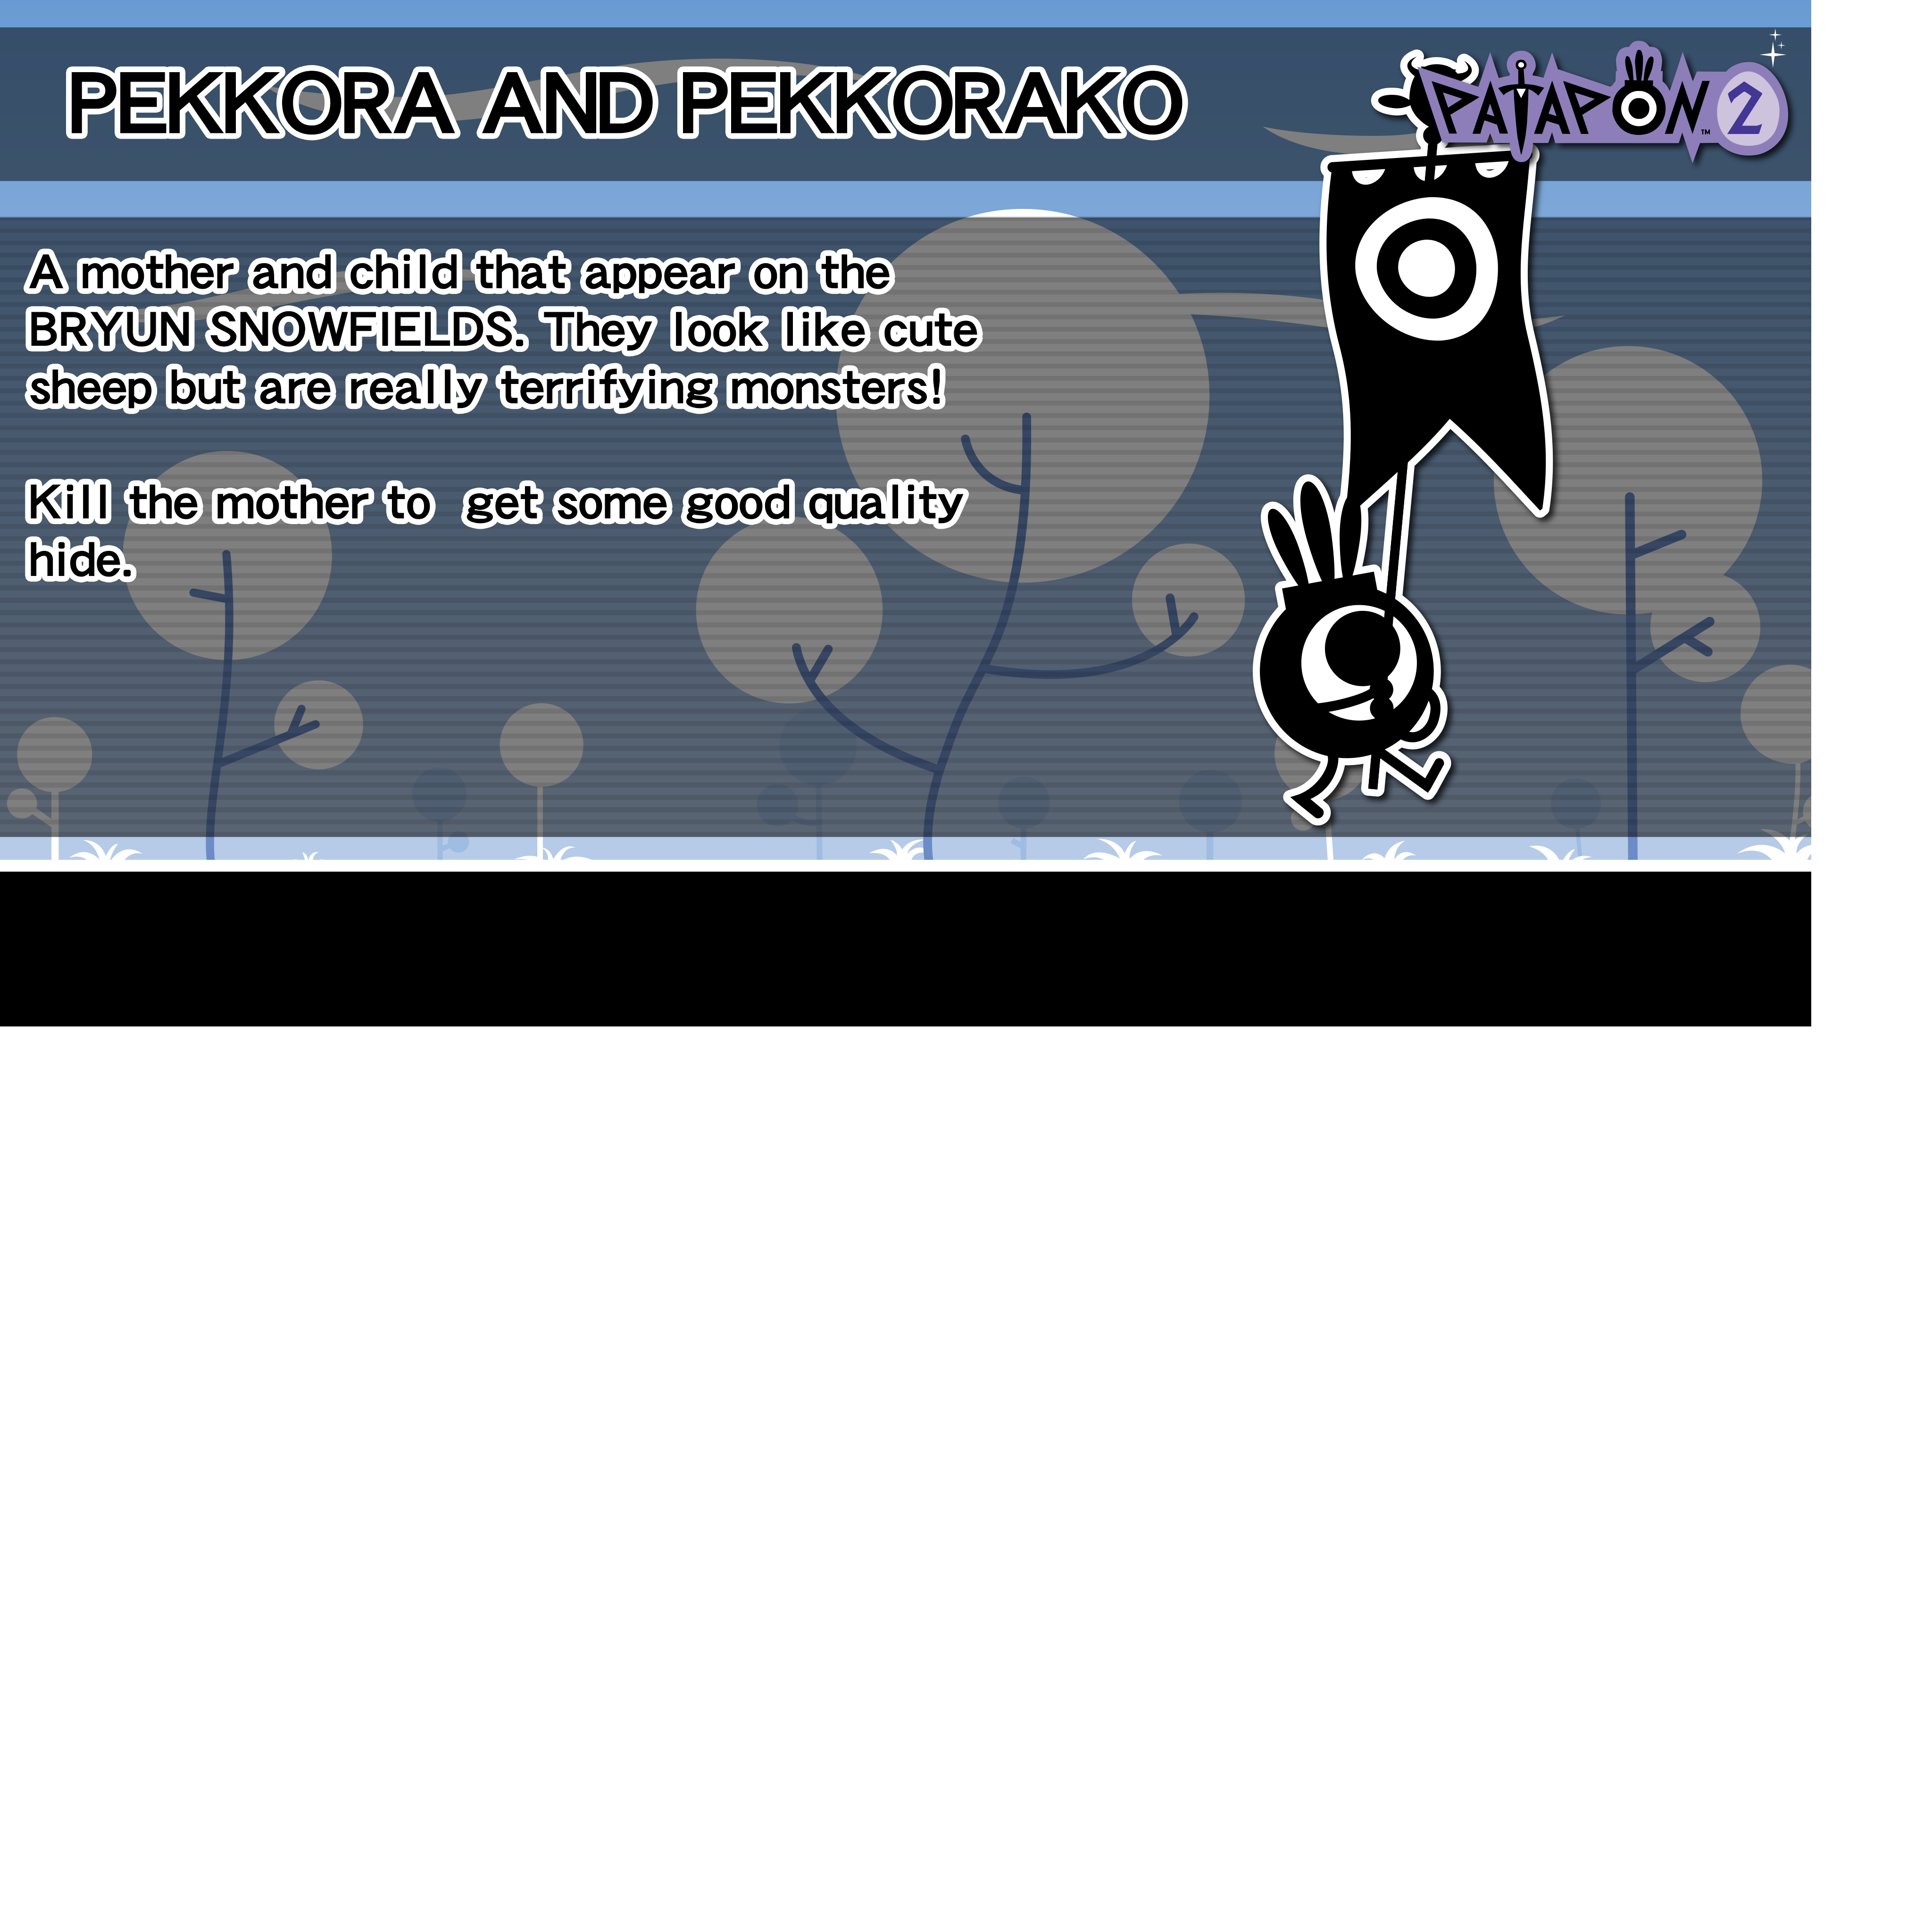 PEKKORA AND PEKKORAKO
PATAPON 2
TM
A mother and child that appear on the
BRYUN SNOWFIELDS. They look like cute
sheep but are really terrifying monsters!
Kill the mother to  get some good quality
hide.